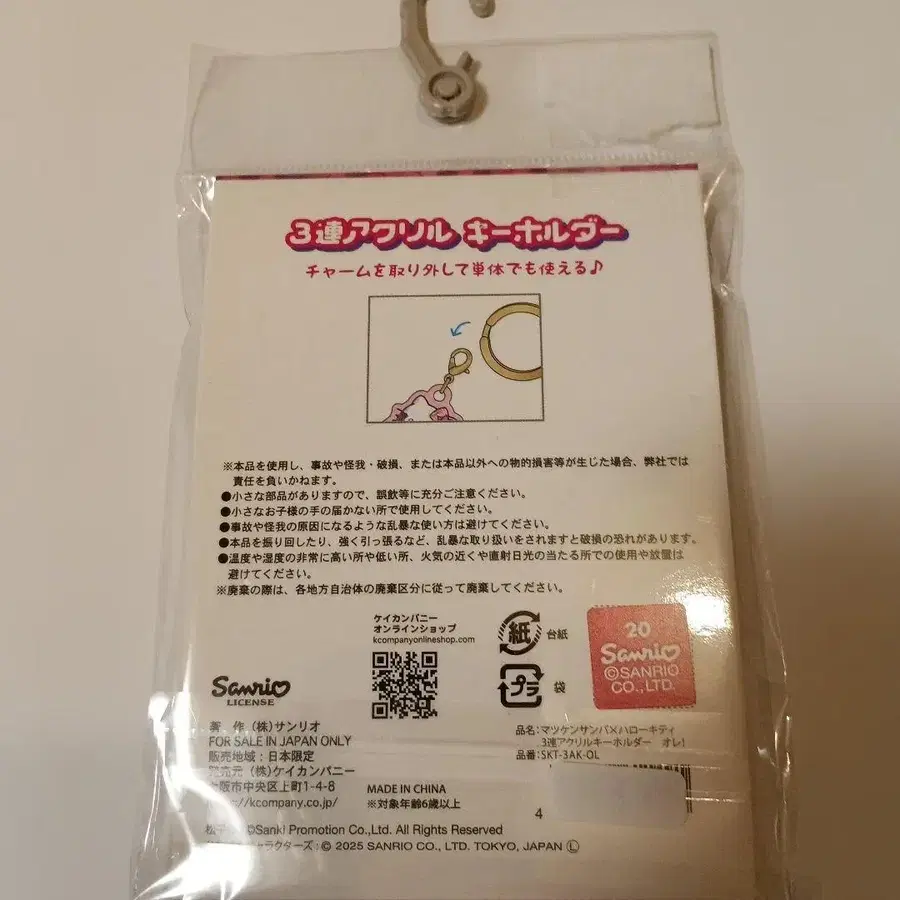 3連アクリル キーホルダー
チャームを取り外して単体でも使える♪
※本品を使用し、事故や怪我・破損、または本品以外への物的損害等が生じた場合、弊社では
責任を負いかねます。
●小さな部品がありますので、誤飲等に充分ご注意ください。
●小さなお子様の手の届かない所で使用してください。
●事故や怪我の原因になるような乱暴な使い方は避けてください。
●本品を振り回したり、強く引っ張るなど、乱暴な取り扱いをされますと破損の恐れがあります。
●温度や湿度の非常に高い所や低い所、火気の近くや直射日光の当たる所での使用や放置は
避けてください。
※廃棄の際は、各地方自治体の廃棄区分に従って廃棄してください。
ケイカンパニー
オンラインショップ
kcompanyonlineshop.com
紙 台紙
プラ 袋
20
Sanrio
©SANRIO
CO., LTD.
Sanrio
LICENSE
著 作 (株)サンリオ
FOR SALE IN JAPAN ONLY
販売地域:日本限定
発売元 (株)ケイカンパニー
大阪市中央区上町1-4-8
kcompany.co.jp/
MADE IN CHINA
※対象年齢6歳以上
品名:マツケンサンバ×ハローキティ
3連アクリルキーホルダー オレ!
品番:SKT-3AK-OL
4
©Sanki Promotion Co.,Ltd. All Rights Reserved
キャラクターズ:© 2025 SANRIO CO., LTD. TOKYO, JAPAN Ⓛ